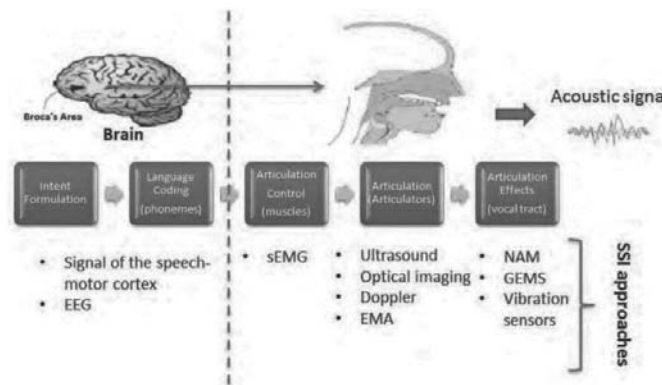 Broca's Area
Brain
Acoustic signal
Intent
Formulation
Language
Coding
(phonemes)
Articulation
Control
(muscles)
Articulation
(Articulators)
Articulation
Effects
(vocal tract)
• Signal of the speech-
motor cortex
• EEG
• sEMG
• Ultrasound
• Optical imaging
• Doppler
• EMA
• NAM
• GEMS
• Vibration
sensors
SSI approaches